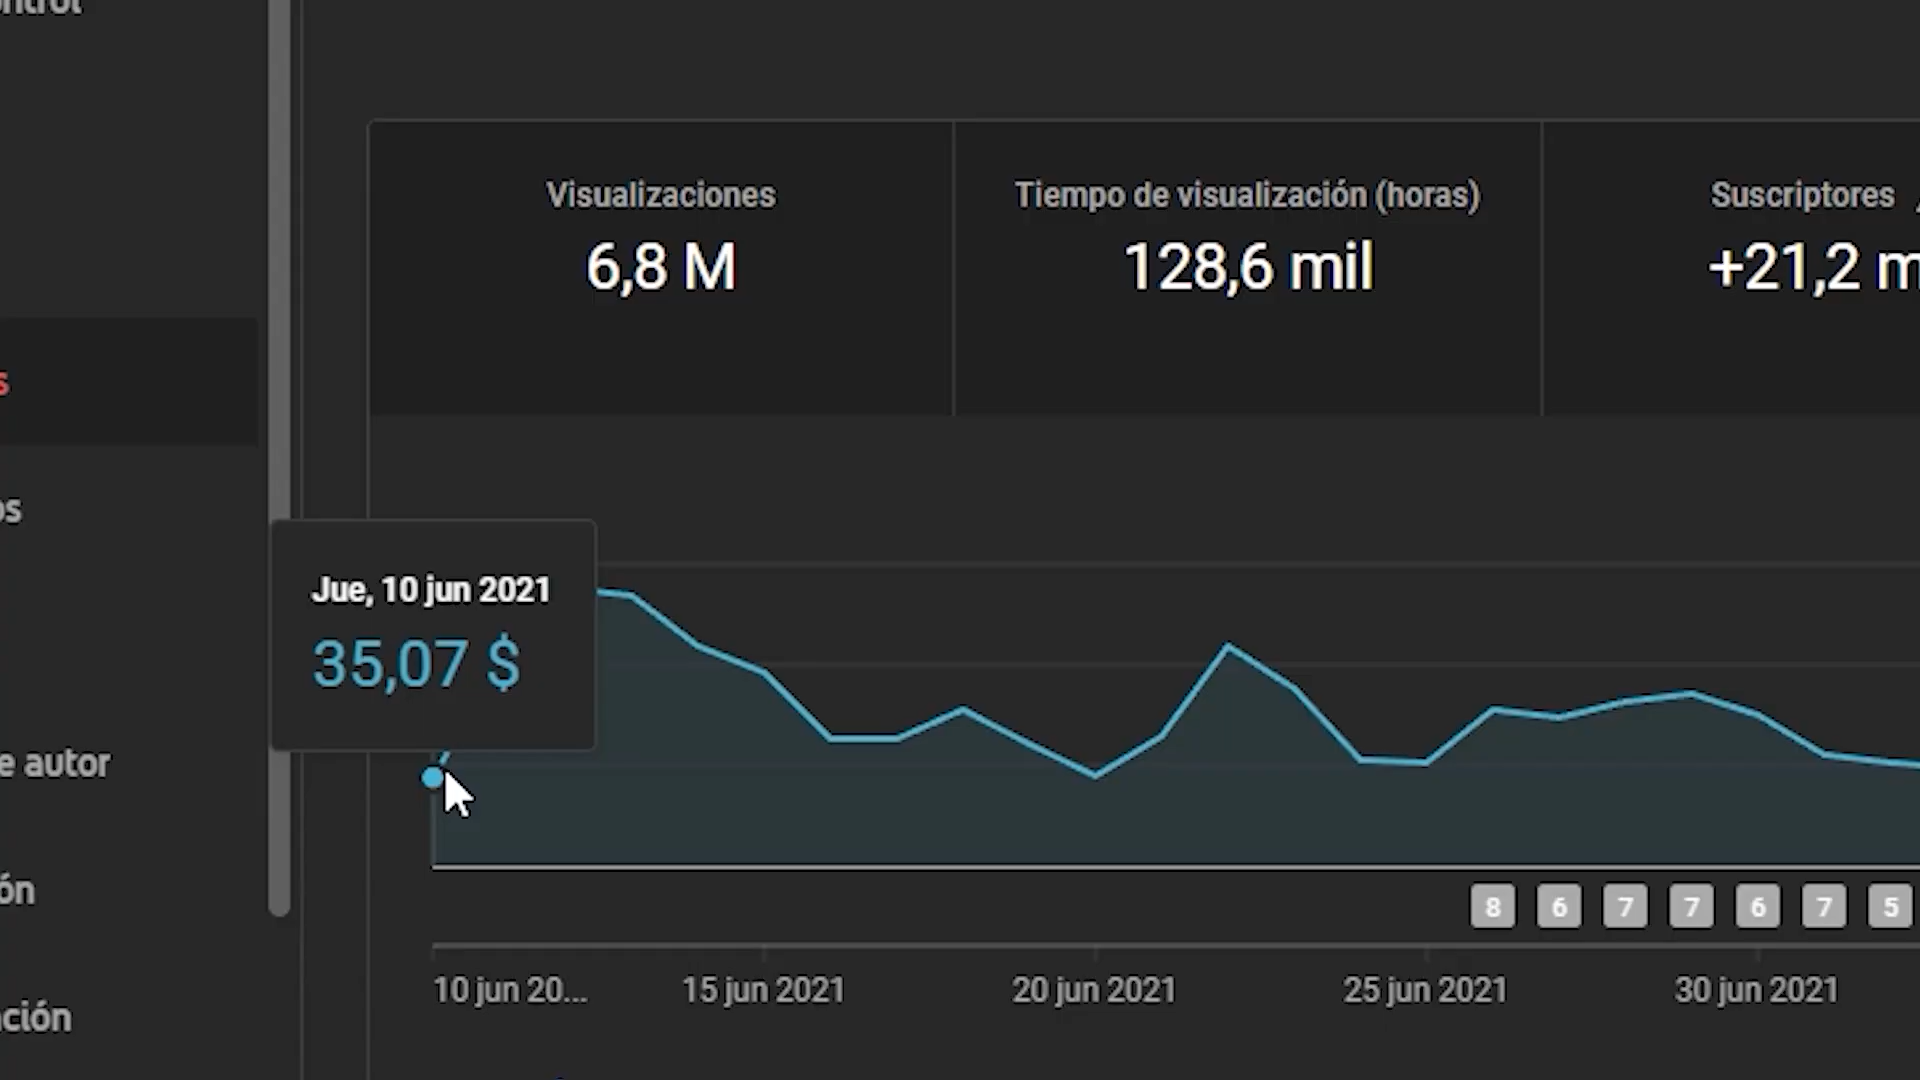 Visualizaciones
6,8 M
Tiempo de visualización (horas)
128,6 mil
Suscriptores
+21,2 m
s
os
Jue, 10 jun 2021
35,07 $
e autor
ón
8 6 7 7 6 7 5
10 jun 20...
15 jun 2021
20 jun 2021
25 jun 2021
30 jun 2021
ción